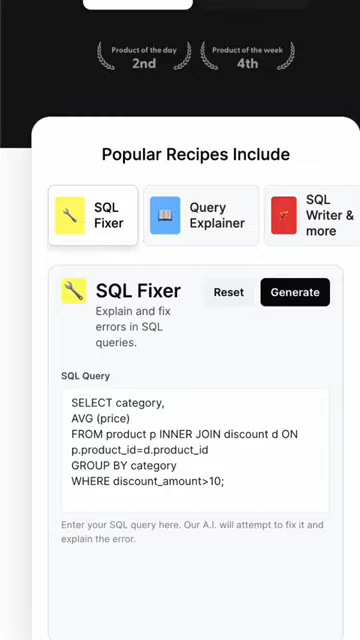 Product of the day
2nd
Product of the week
4th
Popular Recipes Include
SQL
Fixer
Query
Explainer
SQL
Writer &
more
SQL Fixer
Reset
Generate
Explain and fix
errors in SQL
queries.
SQL Query
SELECT category,
AVG (price)
FROM product p INNER JOIN discount d ON
p.product_id=d.product_id
GROUP BY category
WHERE discount_amount>10;
Enter your SQL query here. Our A.I. will attempt to fix it and
explain the error.